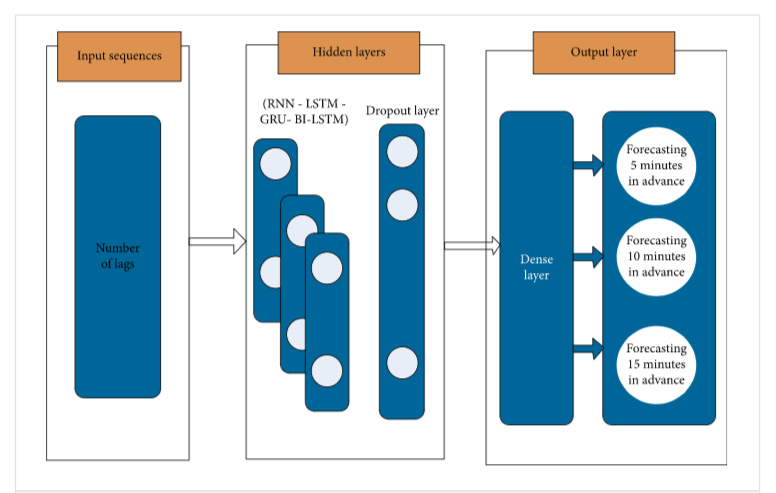 Input sequences
Number
of lags
Hidden layers
(RNN - LSTM -
GRU- BI-LSTM)
Dropout layer
Output layer
Dense
layer
Forecasting
5 minutes
in advance
Forecasting
10 minutes
in advance
Forecasting
15 minutes
in advance